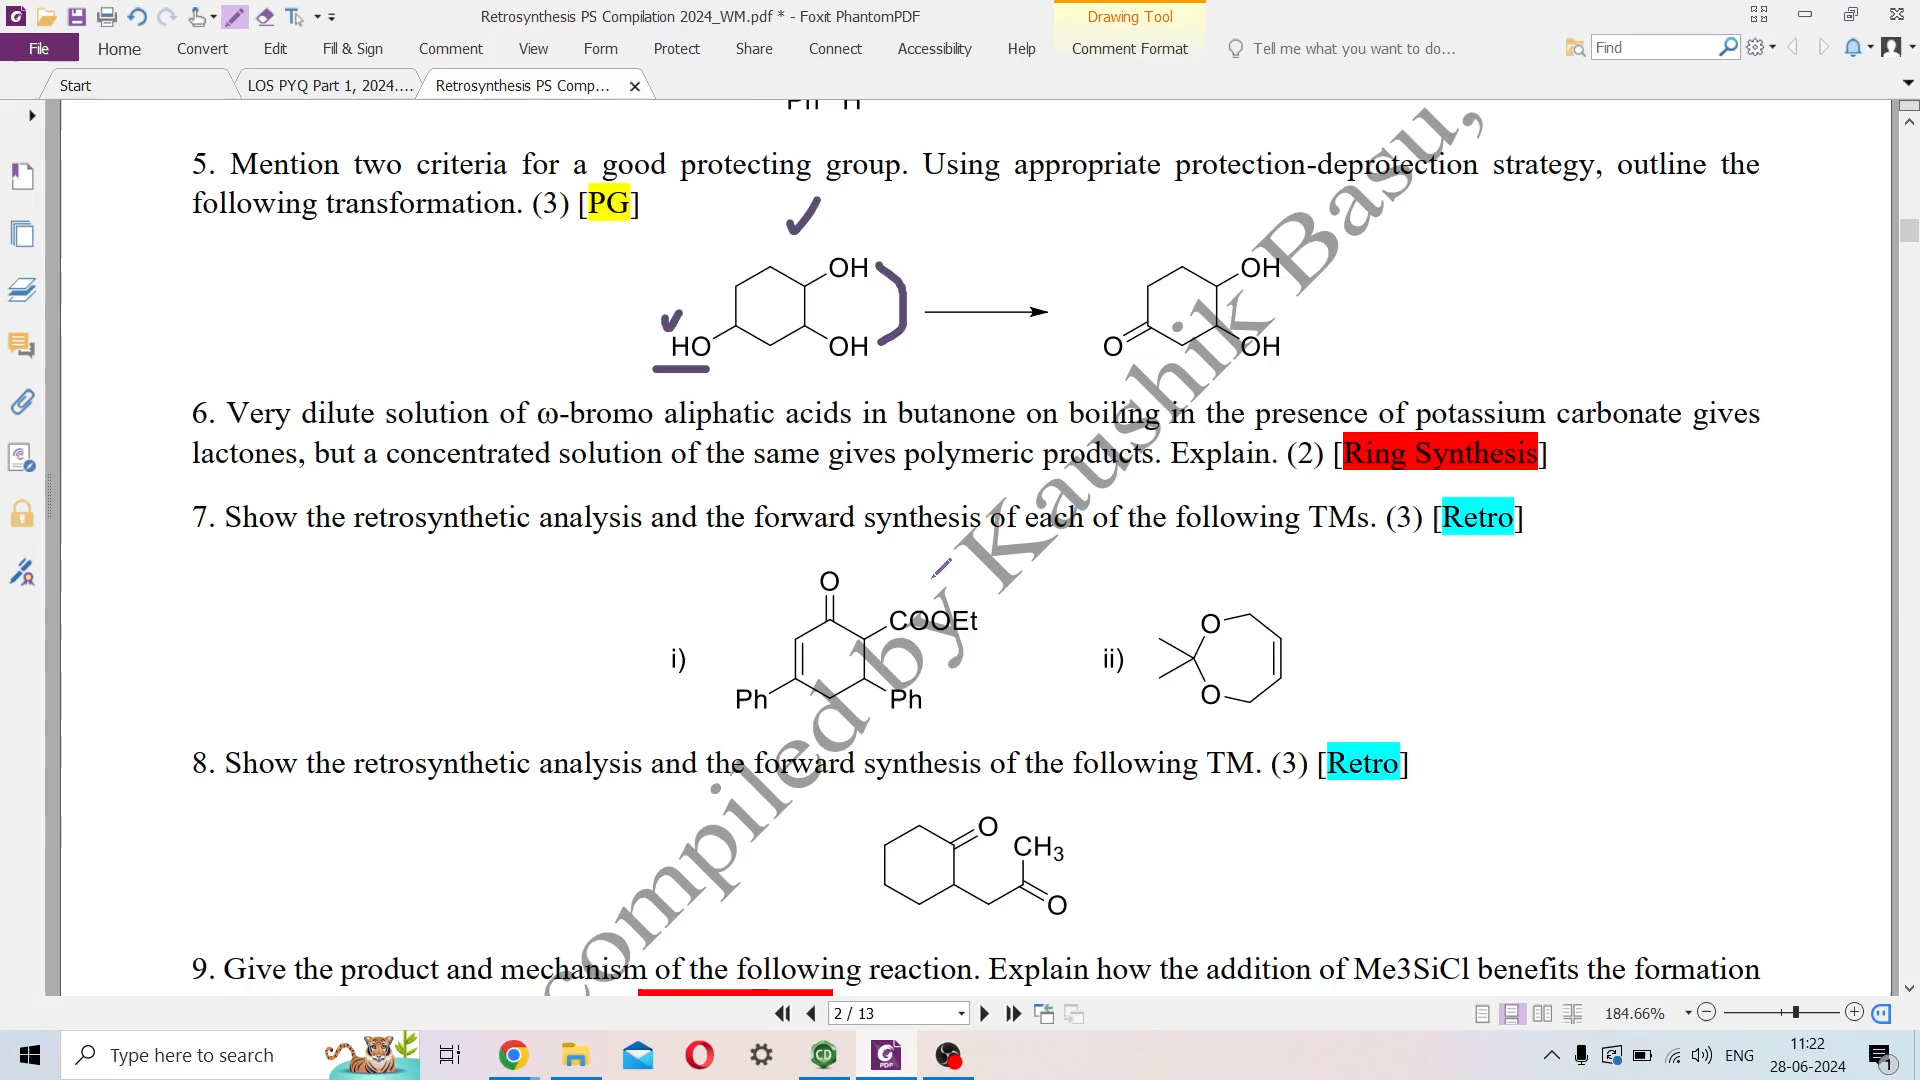 Retrosynthesis PS Compilation 2024_WM.pdf * - Foxit PhantomPDF
Drawing Tool
File Home Convert Edit Fill & Sign Comment View Form Protect Share Connect Accessibility Help Comment Format Tell me what you want to do... Find
Start LOS PYQ Part 1, 2024.... Retrosynthesis PS Comp...
Ph H
5. Mention two criteria for a good protecting group. Using appropriate protection-deprotection strategy, outline the
following transformation. (3) [PG]
OH
HO
OH
OH
O
OH
6. Very dilute solution of ω-bromo aliphatic acids in butanone on boiling in the presence of potassium carbonate gives
lactones, but a concentrated solution of the same gives polymeric products. Explain. (2) [Ring Synthesis]
7. Show the retrosynthetic analysis and the forward synthesis of each of the following TMs. (3) [Retro]
i)
O
COOEt
Ph
Ph
ii)
O
O
8. Show the retrosynthetic analysis and the forward synthesis of the following TM. (3) [Retro]
O
CH3
O
9. Give the product and mechanism of the following reaction. Explain how the addition of Me3SiCl benefits the formation
compiled by Kaushik Basu,
2 / 13
184.66%
Type here to search
CD
PDF
ENG
11:22
28-06-2024
1